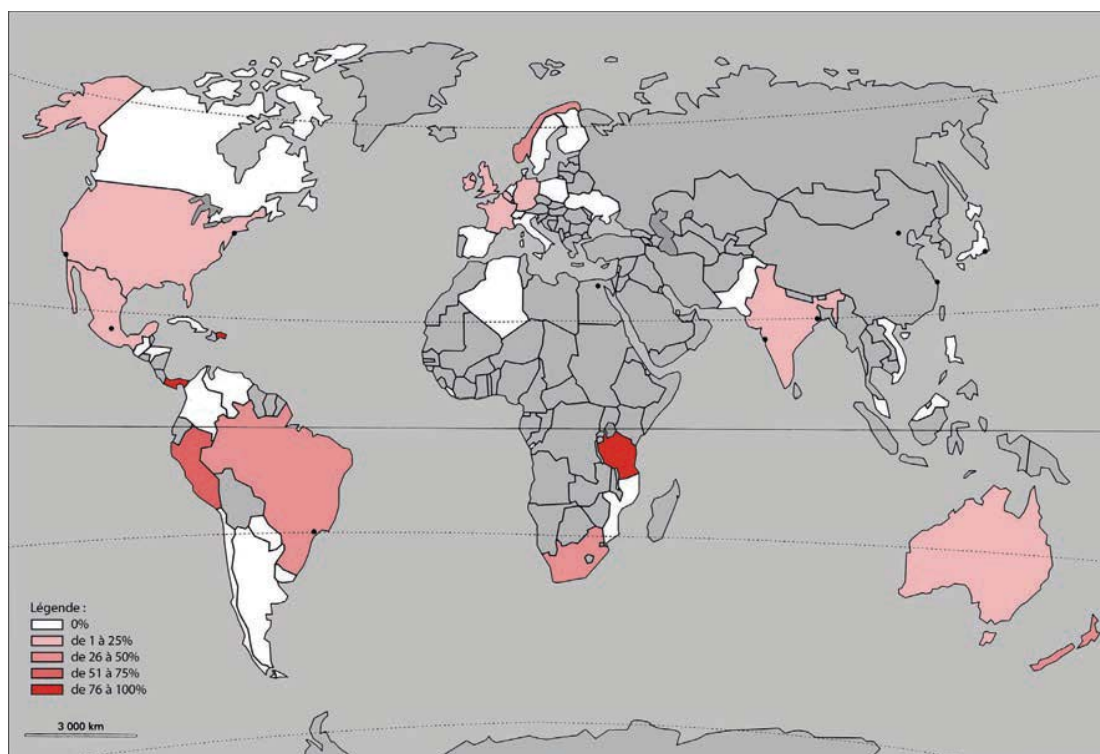 Légende :
0%
de 1 à 25%
de 26 à 50%
de 51 à 75%
de 76 à 100%
3 000 km